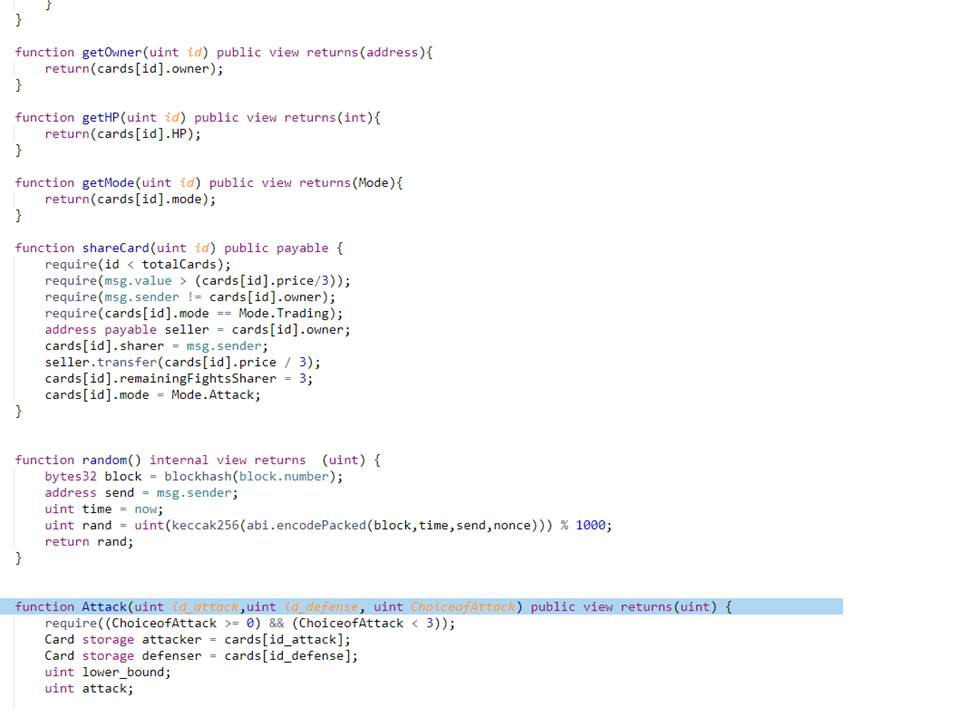 }
}
function getOwner(uint id) public view returns(address){
return(cards[id].owner);
}
function getHP(uint id) public view returns(int){
return(cards[id].HP);
}
function getMode(uint id) public view returns(Mode){
return(cards[id].mode);
}
function shareCard(uint id) public payable {
require(id < totalCards);
require(msg.value > (cards[id].price/3));
require(msg.sender != cards[id].owner);
require(cards[id].mode == Mode.Trading);
address payable seller = cards[id].owner;
cards[id].sharer = msg.sender;
seller.transfer(cards[id].price / 3);
cards[id].remainingFightsSharer = 3;
cards[id].mode = Mode.Attack;
}
function random() internal view returns  (uint) {
bytes32 block = blockhash(block.number);
address send = msg.sender;
uint time = now;
uint rand = uint(keccak256(abi.encodePacked(block,time,send,nonce))) % 1000;
return rand;
}
function Attack(uint id_attack,uint id_defense, uint ChoiceofAttack) public view returns(uint) {
require((ChoiceofAttack >= 0) && (ChoiceofAttack < 3));
Card storage attacker = cards[id_attack];
Card storage defenser = cards[id_defense];
uint lower_bound;
uint attack;